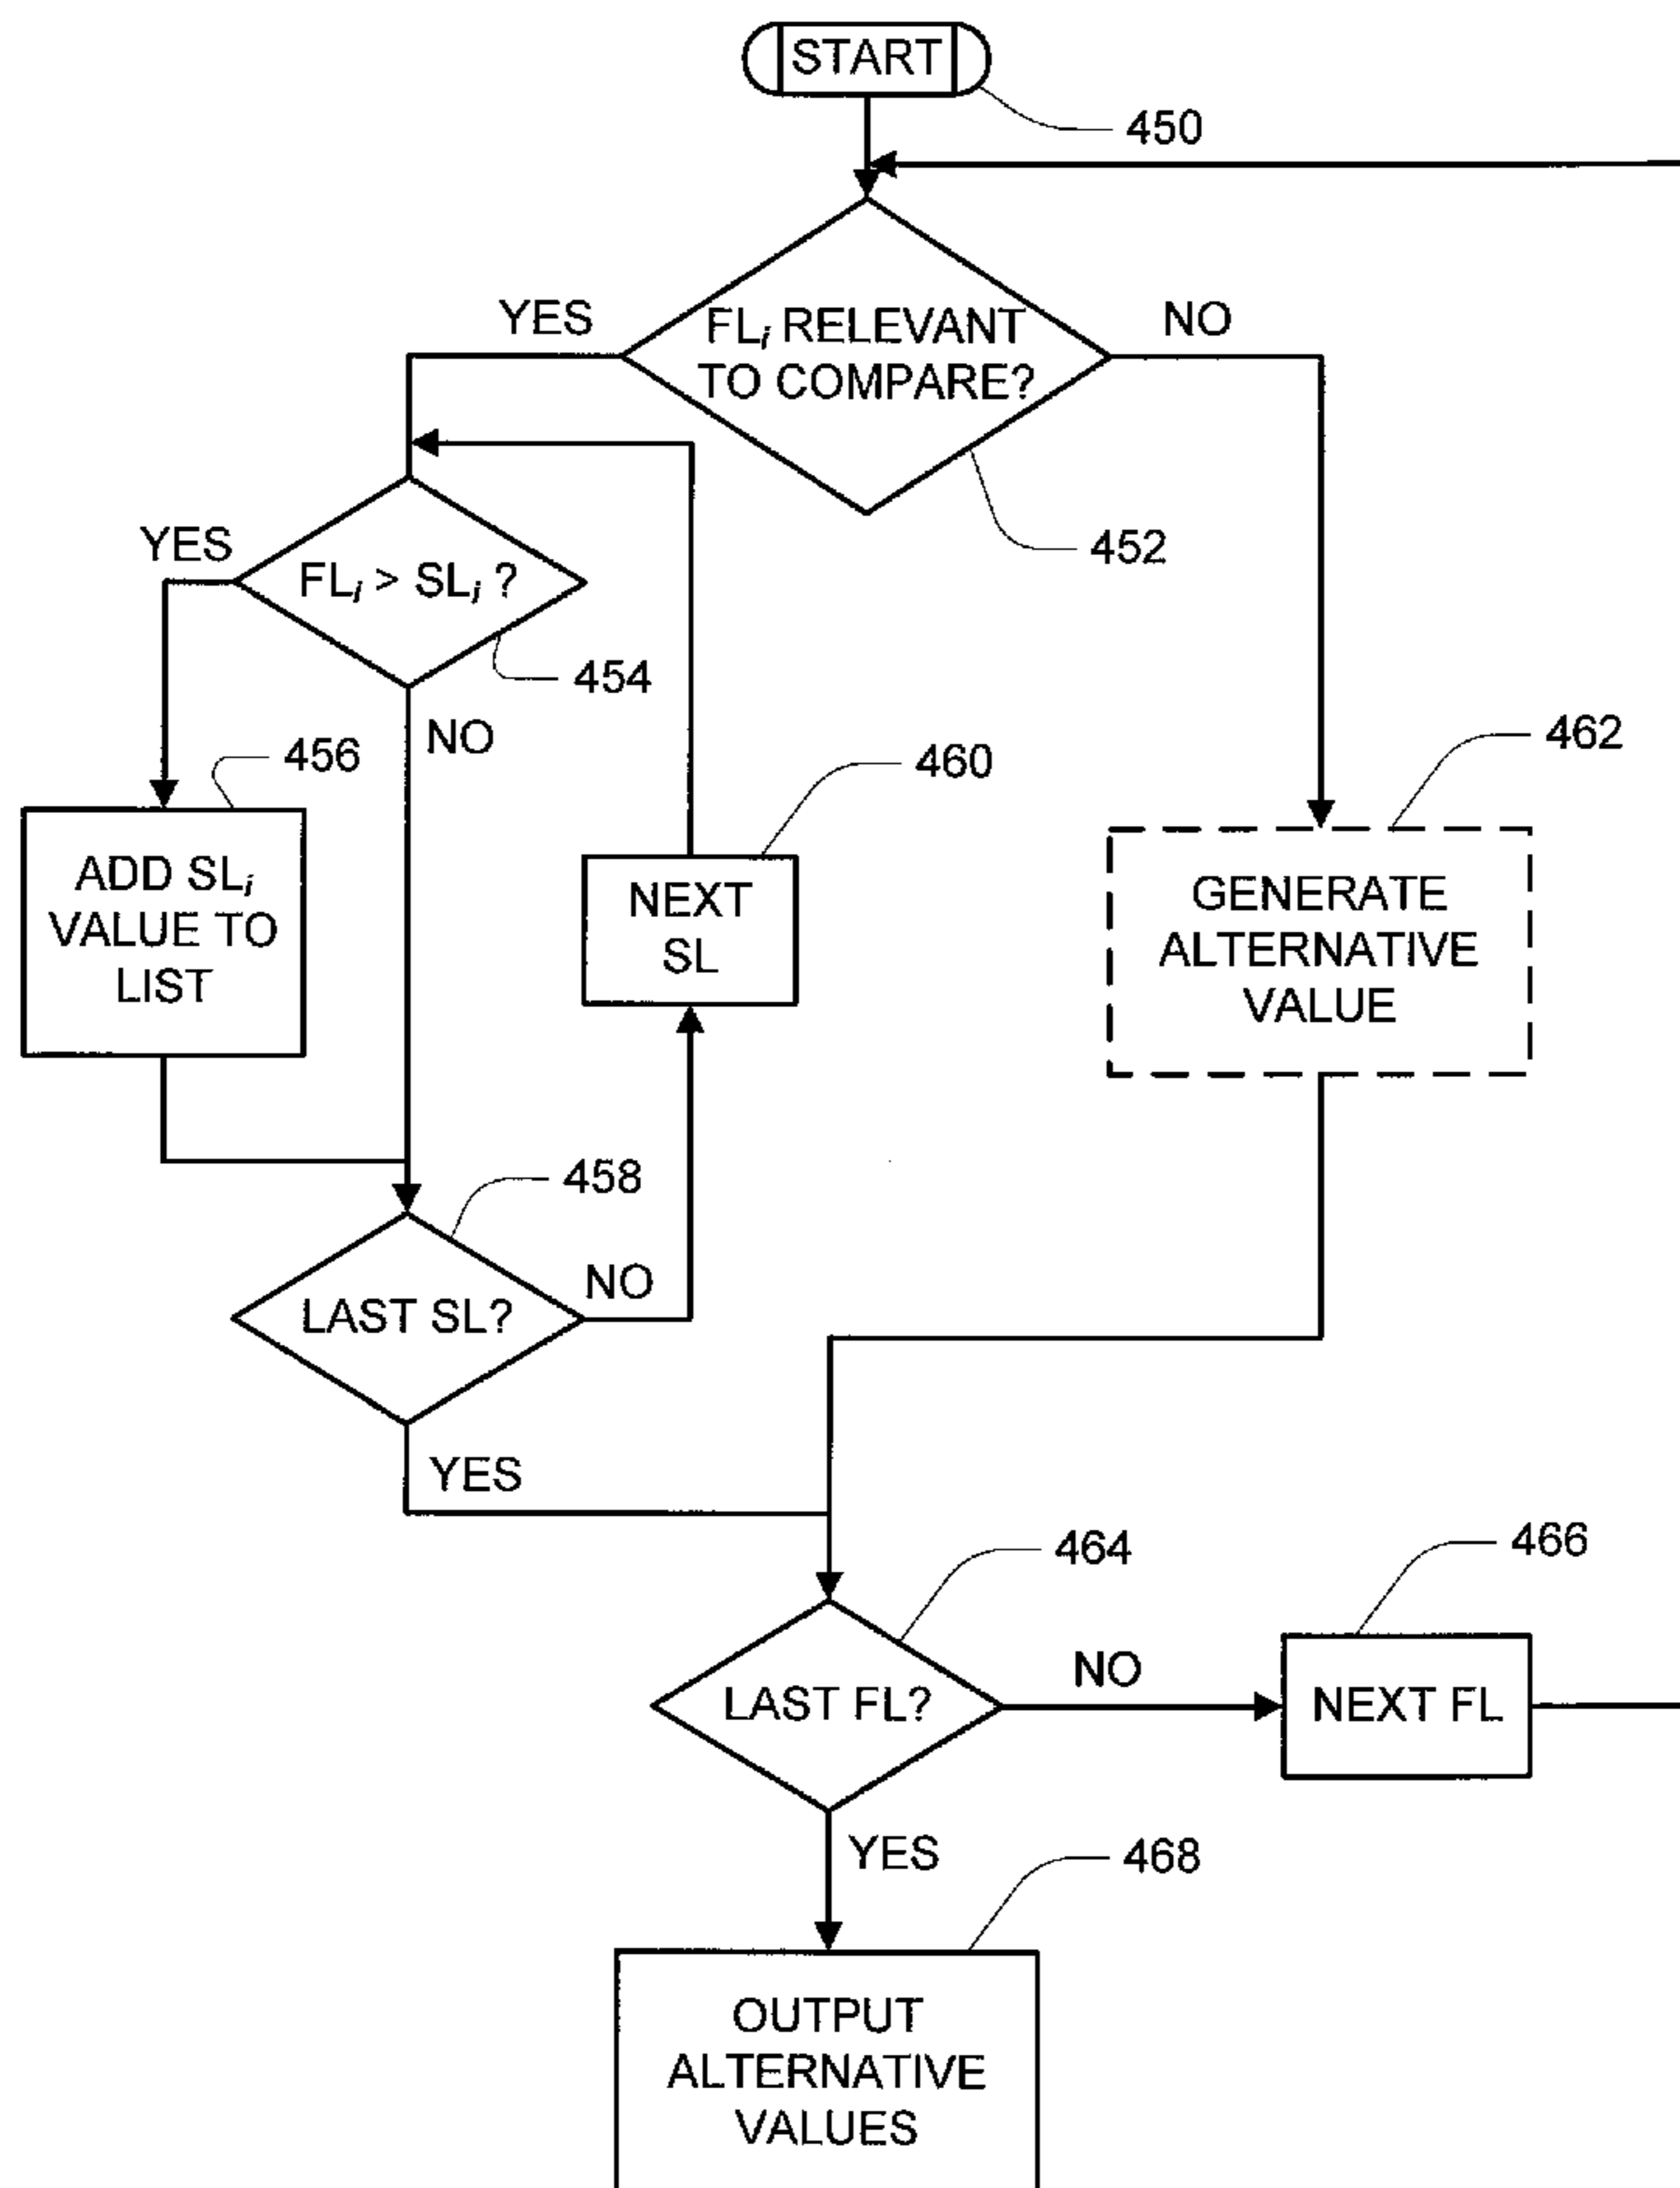 START
450
YES
FLi RELEVANT
TO COMPARE?
NO
452
YES
FLi > SLi ?
454
NO
456
ADD SLi
VALUE TO
LIST
460
NEXT
SL
462
GENERATE
ALTERNATIVE
VALUE
458
LAST SL?
NO
YES
464
LAST FL?
NO
466
NEXT FL
YES
468
OUTPUT
ALTERNATIVE
VALUES